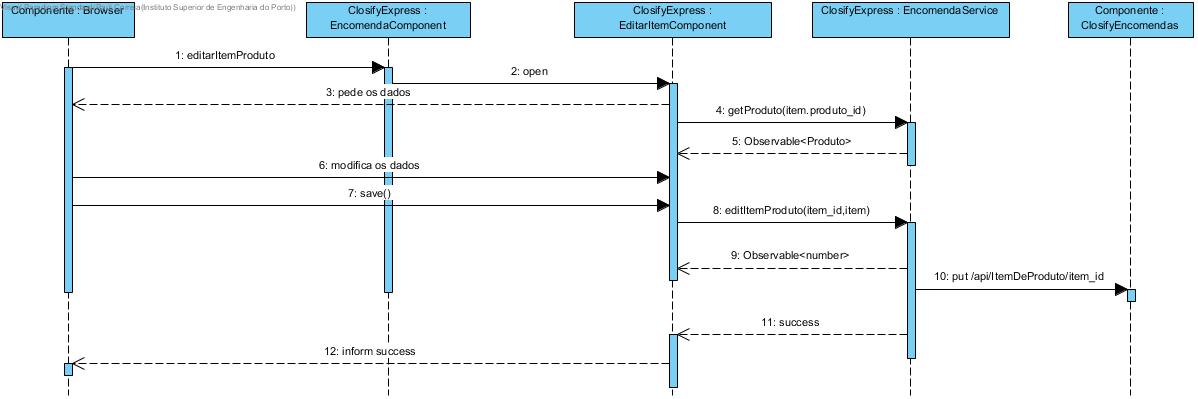 Componente : Browser
(Instituto Superior de Engenharia do Porto))
ClosifyExpress :
EncomendaComponent
ClosifyExpress :
EditarItemComponent
ClosifyExpress : EncomendaService
Componente :
ClosifyEncomendas
1: editarItemProduto
2: open
3: pede os dados
4: getProduto(item.produto_id)
5: Observable<Produto>
6: modifica os dados
7: save()
8: editItemProduto(item_id,item)
9: Observable<number>
10: put /api/ItemDeProduto/item_id
11: success
12: inform success